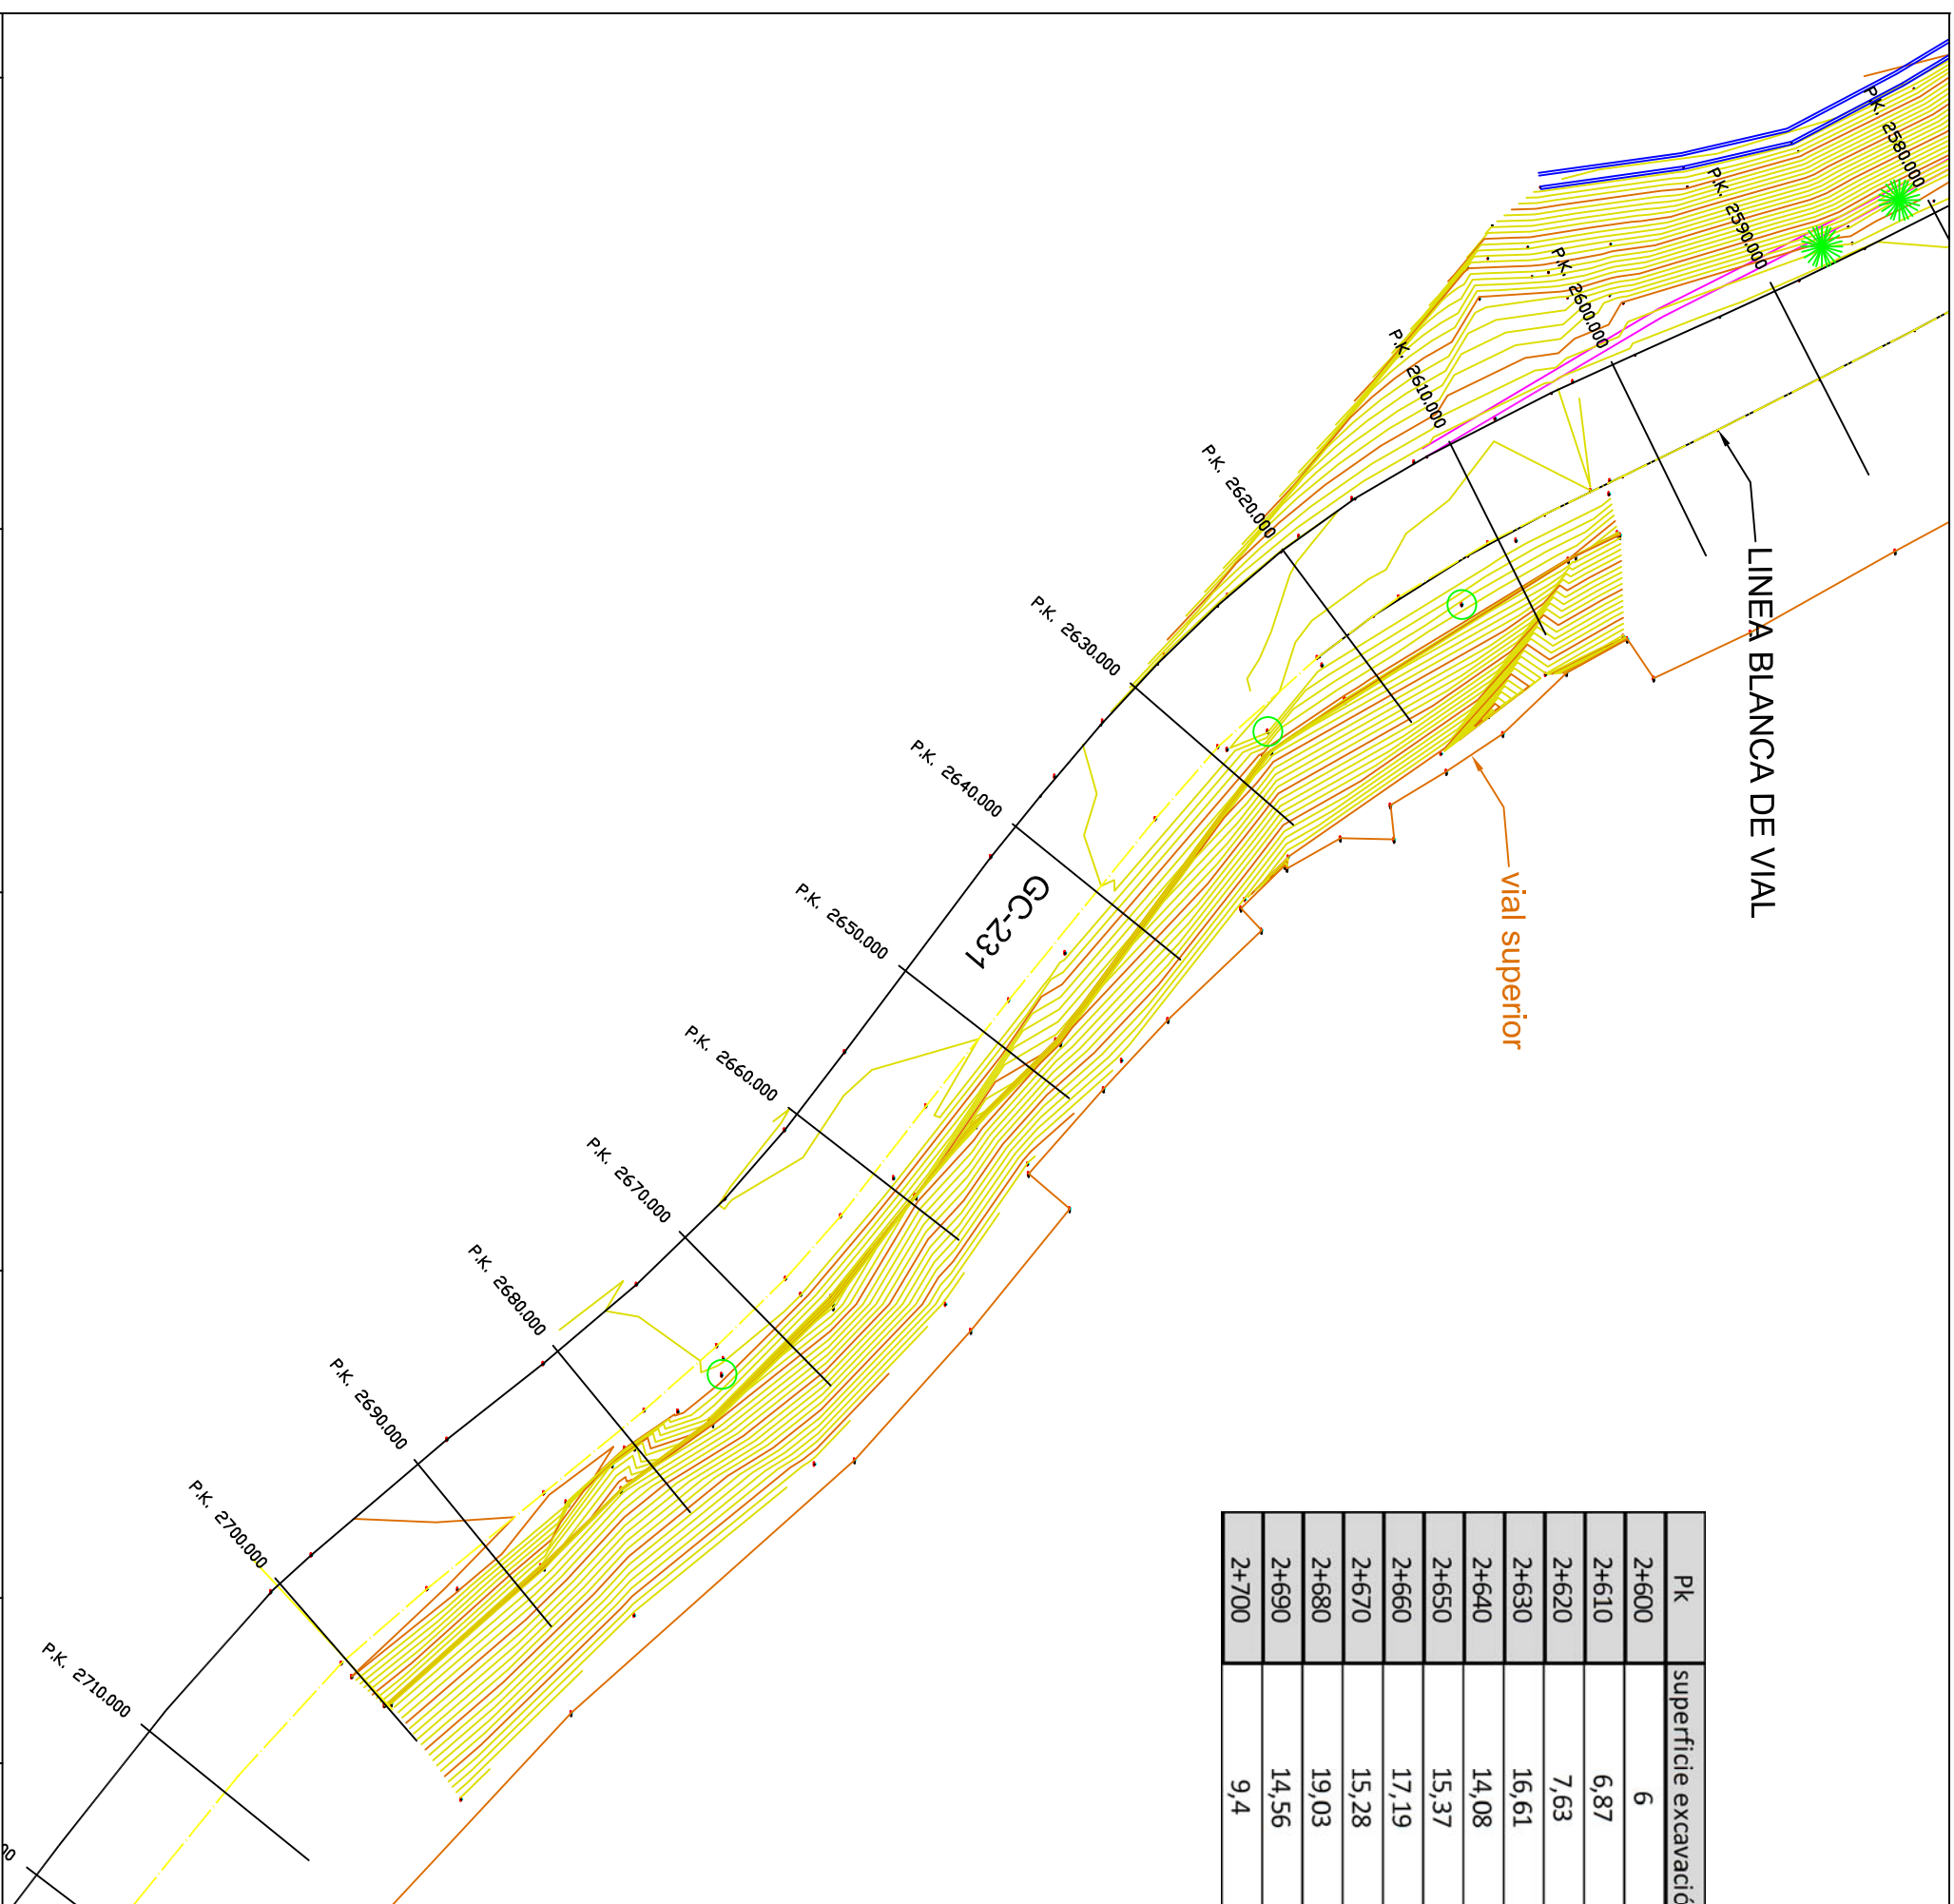 P.K. 2580.000
P.K. 2590.000
P.K. 2600.000
P.K. 2610.000
P.K. 2620.000
P.K. 2630.000
P.K. 2640.000
P.K. 2650.000
P.K. 2660.000
P.K. 2670.000
P.K. 2680.000
P.K. 2690.000
P.K. 2700.000
P.K. 2710.000
LINEA BLANCA DE VIAL
vial superior
GC-231
Pk superficie excavació
2+600 6
2+610 6,87
2+620 7,63
2+630 16,61
2+640 14,08
2+650 15,37
2+660 17,19
2+670 15,28
2+680 19,03
2+690 14,56
2+700 9,4